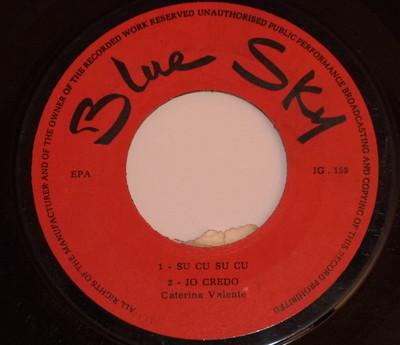 ALL RIGHTS OF THE MANUFACTURER AND OF THE OWNER OF THE RECORDED WORK RESERVED UNAUTHORISED PUBLIC PERFORMANCE BROADCASTING AND COPYING OF THIS RECORD PROHIBITED
Blue Sky
EPA IG . 153
1 - SU CU SU CU
2 - IO CREDO
Caterina Valente